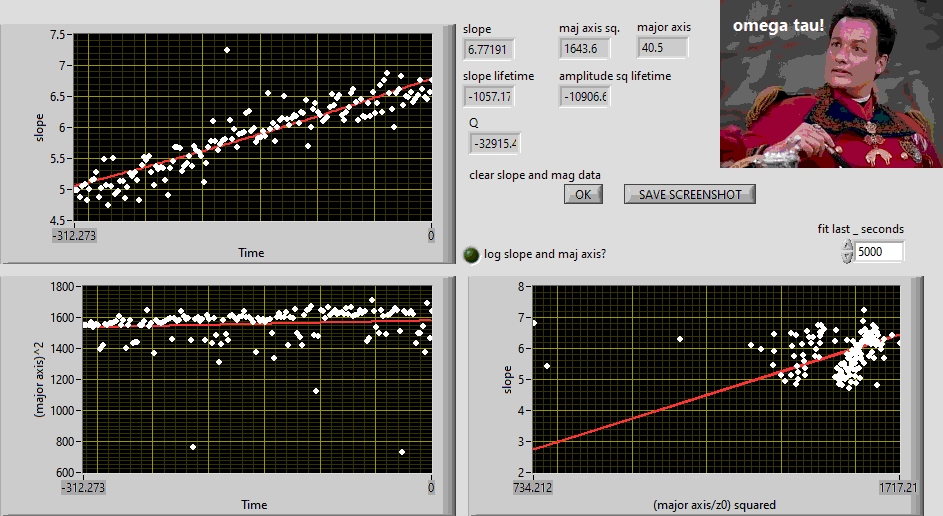 omega tau!
slope
maj axis sq.
major axis
6.77191
1643.6
40.5
slope lifetime
amplitude sq lifetime
-1057.17
-10906.6
Q
-32915.4
clear slope and mag data
OK
SAVE SCREENSHOT
fit last _ seconds
5000
log slope and maj axis?
7.5
7
6.5
6
5.5
5
4.5
slope
-312.273
0
Time
1800
1600
1400
1200
1000
800
600
(major axis)^2
-312.273
0
Time
8
7
6
5
4
3
2
slope
734.212
1717.21
(major axis/z0) squared